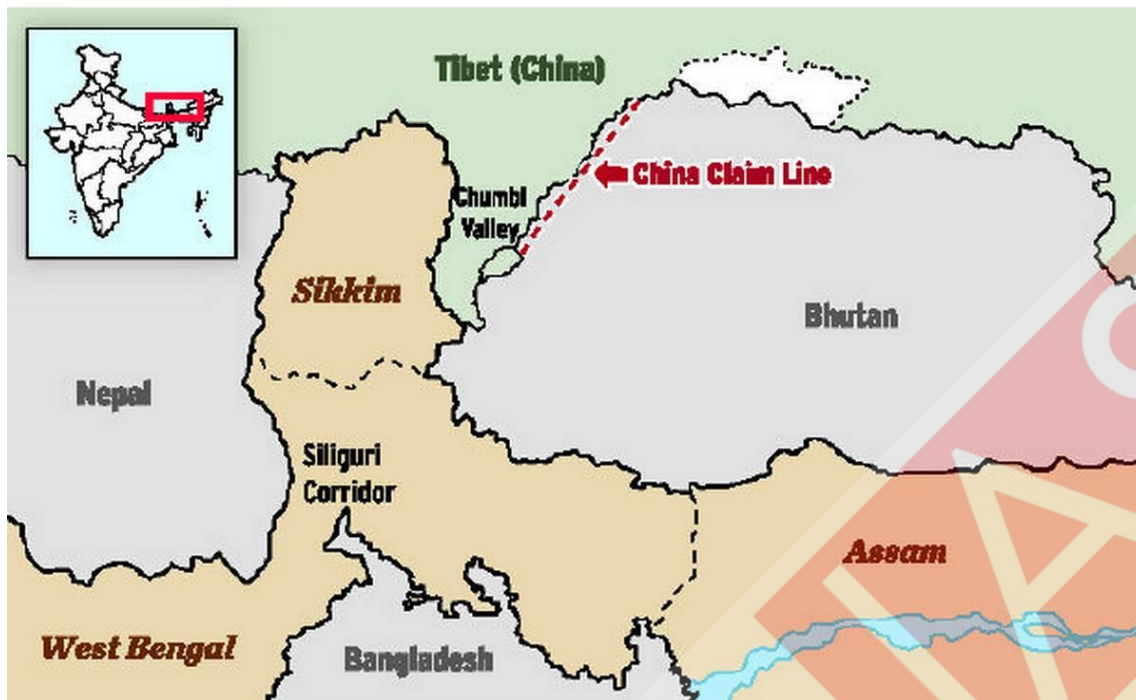 Tibet (China)
China Claim Line
Chumbi
Valley
Sikkim
Bhutan
Nepal
Siliguri
Corridor
Assam
West Bengal
Bangladesh